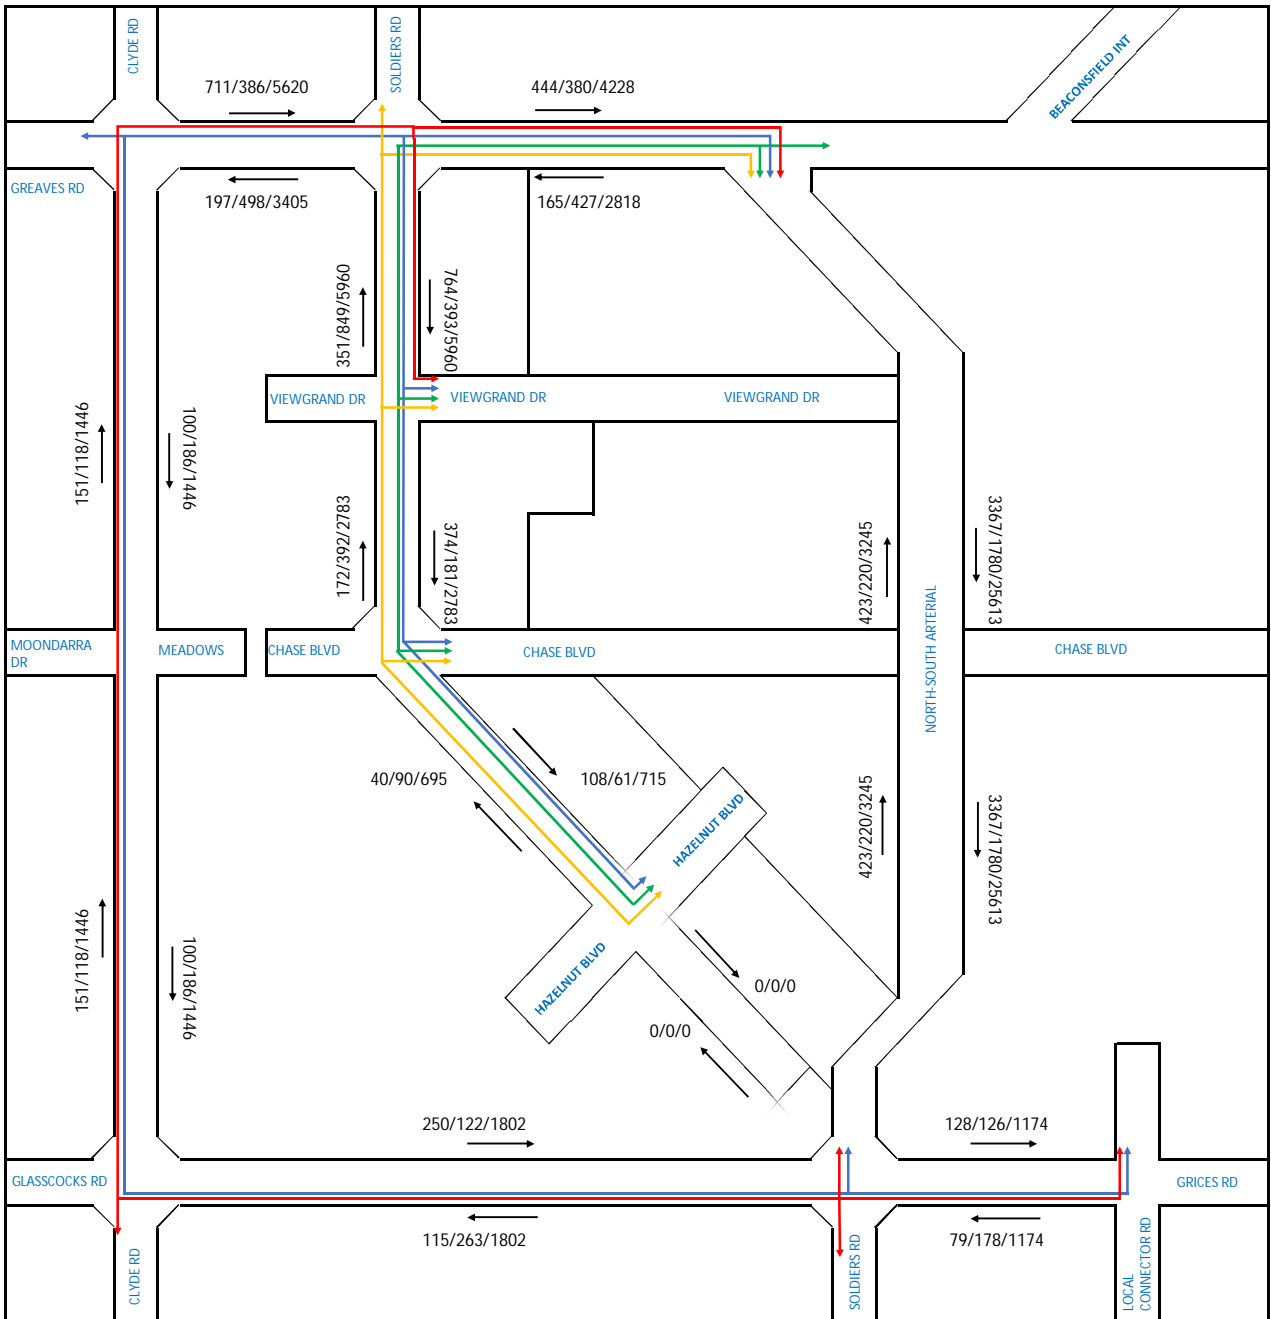 CLYDE RD
SOLDIERS RD
BEACONSFIELD INT
711/386/5620
444/380/4228
GREAVES RD
197/498/3405
165/427/2818
351/849/5960
764/393/5960
VIEWGRAND DR
VIEWGRAND DR
VIEWGRAND DR
151/118/1446
100/186/1446
172/392/2783
374/181/2783
423/220/3245
3367/1780/25613
MOONDARRA
DR
MEADOWS
CHASE BLVD
CHASE BLVD
NORTH-SOUTH ARTERIAL
CHASE BLVD
40/90/695
108/61/715
HAZELNUT BLVD
423/220/3245
3367/1780/25613
151/118/1446
100/186/1446
HAZELNUT BLVD
0/0/0
0/0/0
250/122/1802
128/126/1174
GLASSCOCKS RD
GRICES RD
115/263/1802
79/178/1174
CLYDE RD
SOLDIERS RD
LOCAL
CONNECTOR RD